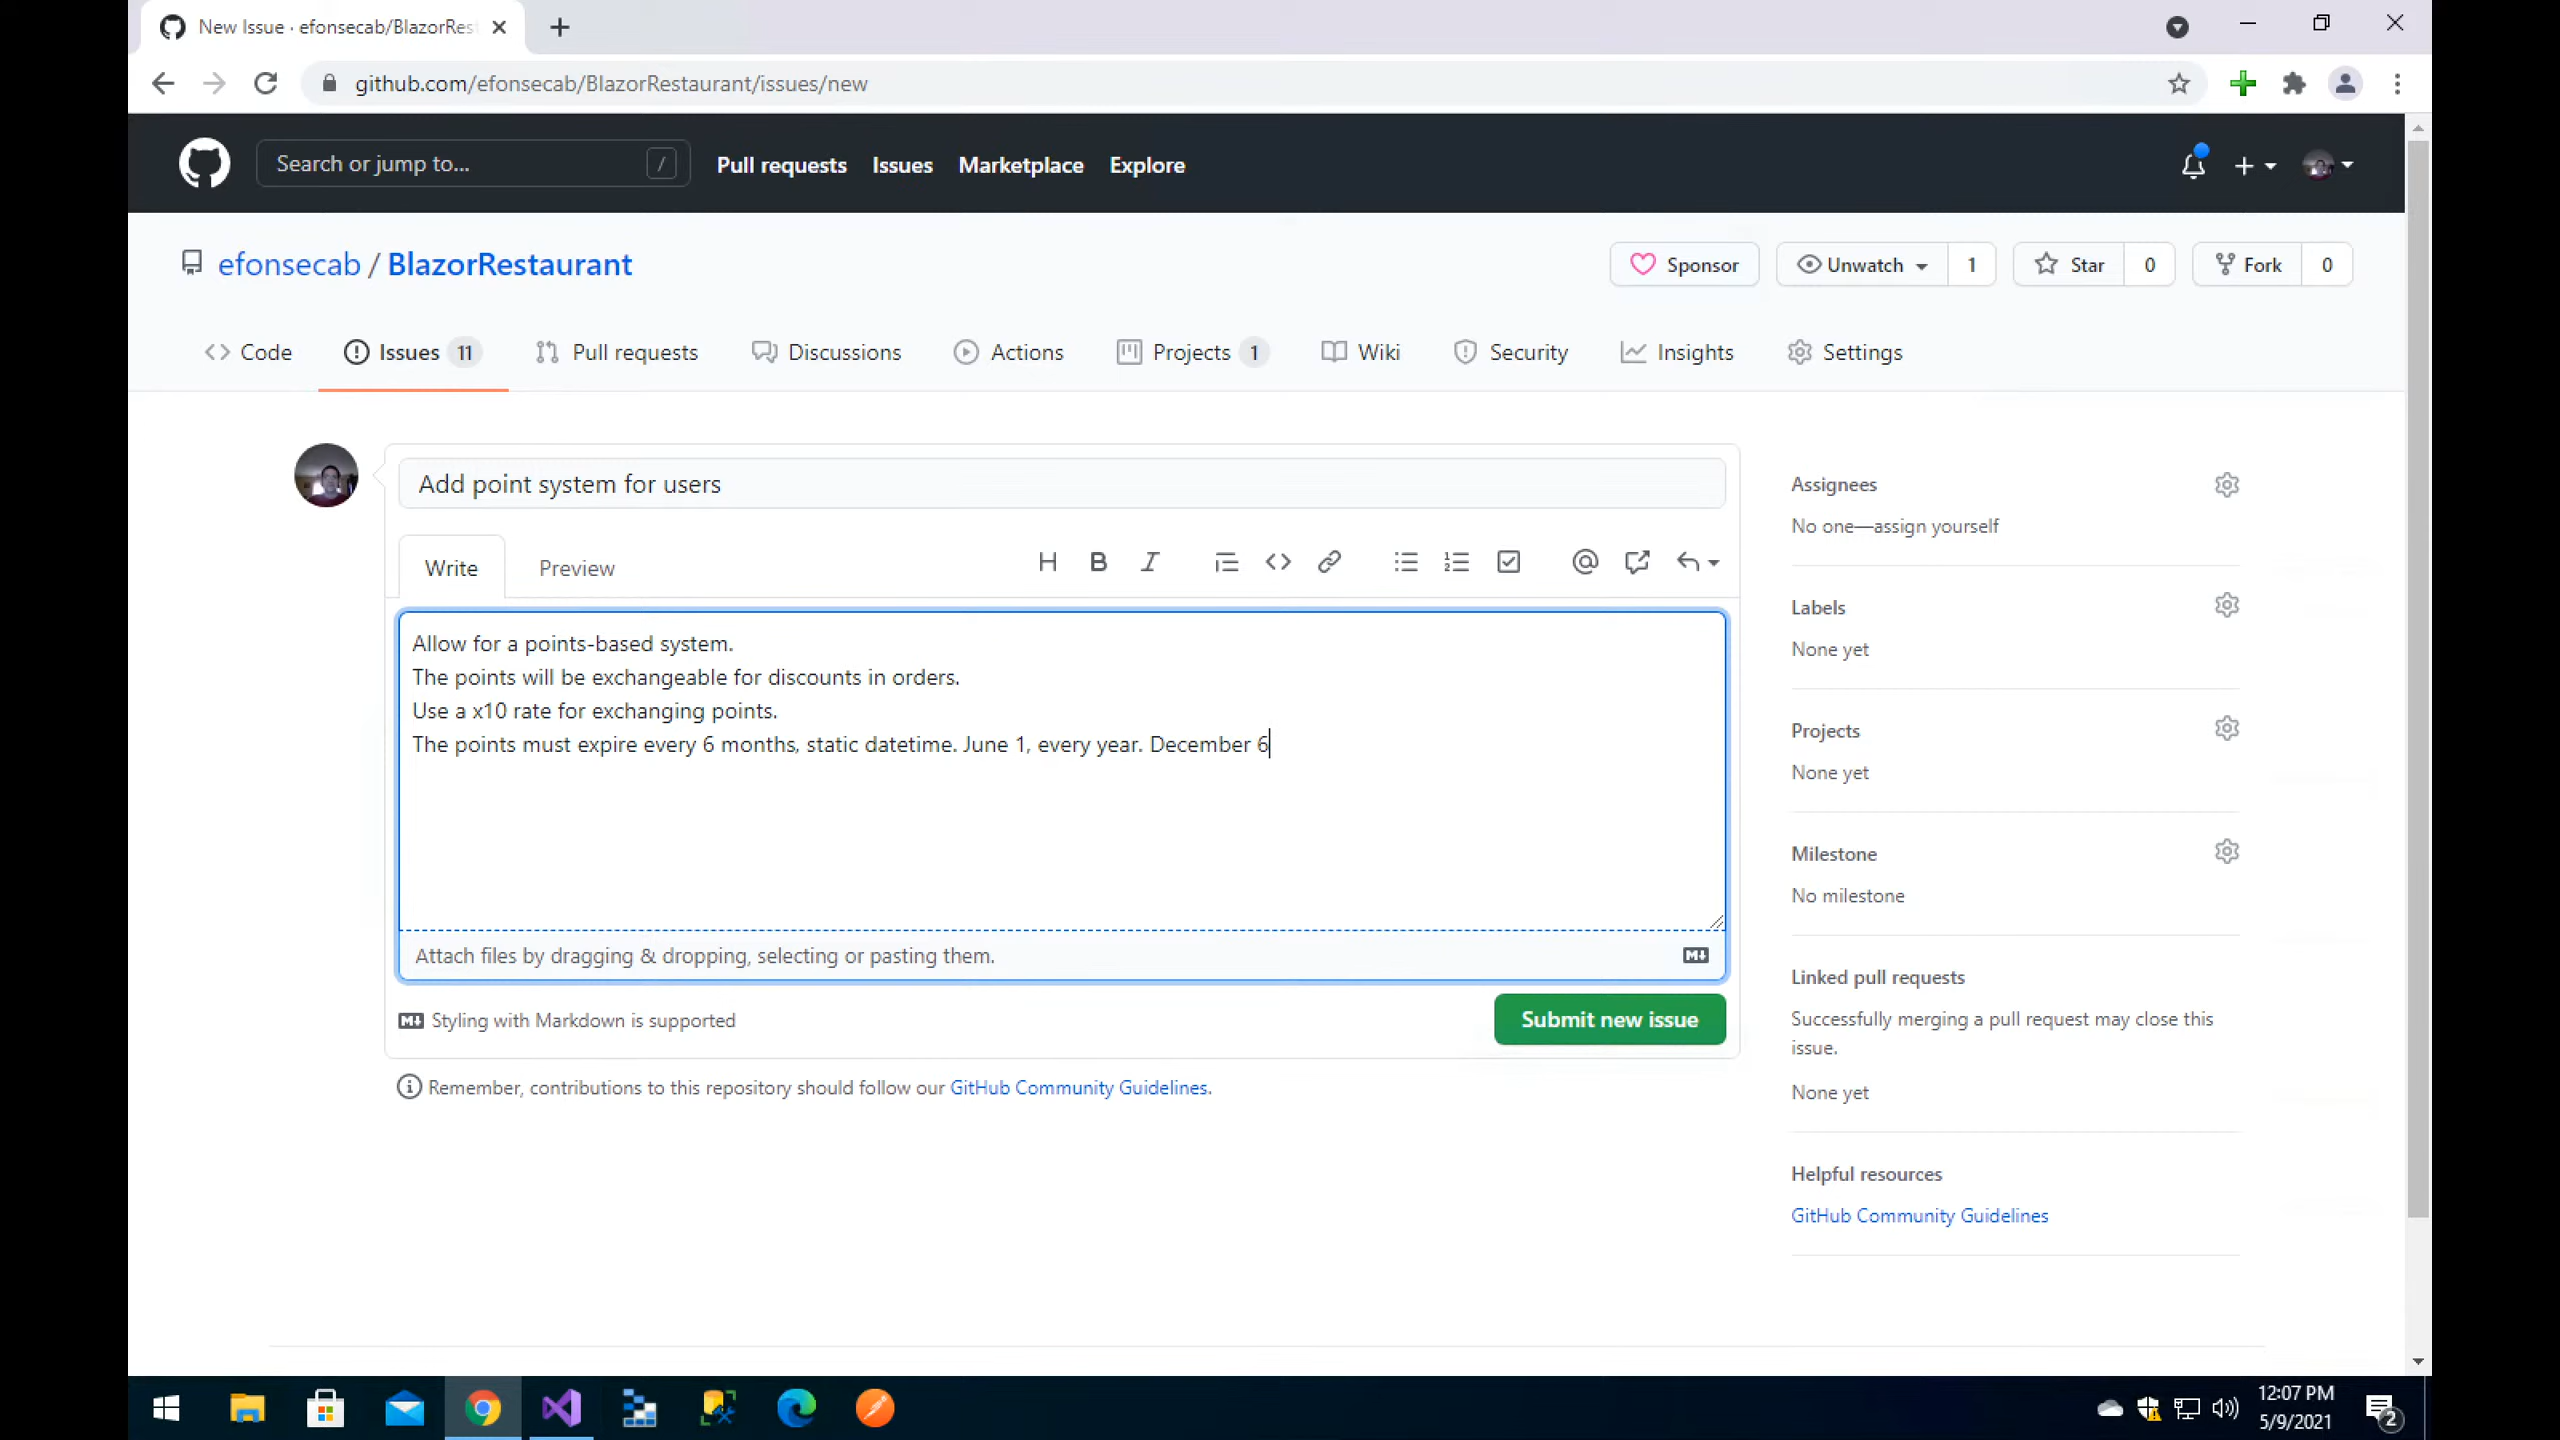 New Issue · efonsecab/BlazorRes
github.com/efonsecab/BlazorRestaurant/issues/new
Search or jump to...
/
Pull requests
Issues
Marketplace
Explore
efonsecab / BlazorRestaurant
Sponsor
Unwatch
1
Star
0
Fork
0
Code
Issues
11
Pull requests
Discussions
Actions
Projects
1
Wiki
Security
Insights
Settings
Add point system for users
Write
Preview
H B I
Allow for a points-based system.
The points will be exchangeable for discounts in orders.
Use a x10 rate for exchanging points.
The points must expire every 6 months, static datetime. June 1, every year. December 6
Attach files by dragging & dropping, selecting or pasting them.
Styling with Markdown is supported
Submit new issue
Remember, contributions to this repository should follow our GitHub Community Guidelines.
Assignees
No one—assign yourself
Labels
None yet
Projects
None yet
Milestone
No milestone
Linked pull requests
Successfully merging a pull request may close this
issue.
None yet
Helpful resources
GitHub Community Guidelines
12:07 PM
5/9/2021
2